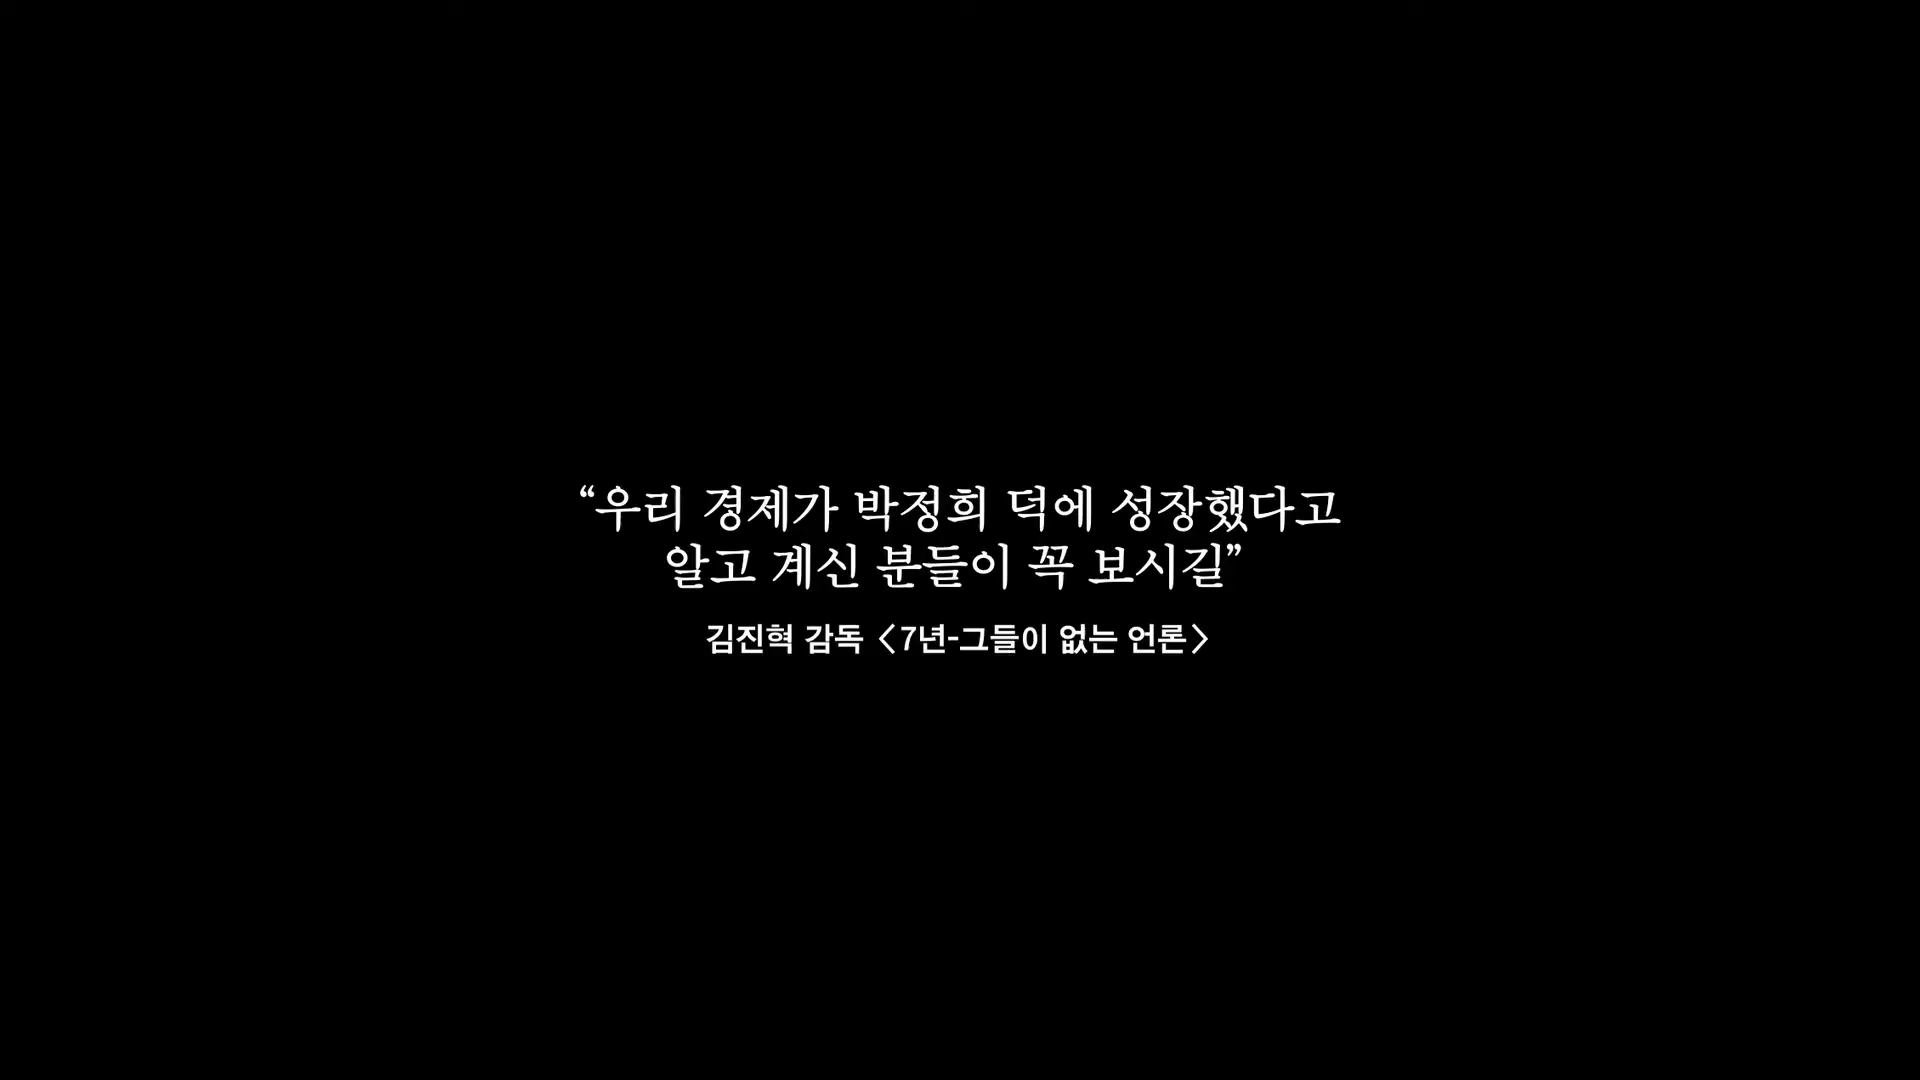 “우리 경제가 박정희 덕에 성장했다고
알고 계신 분들이 꼭 보시길”
김진혁 감독 〈7년-그들이 없는 언론〉